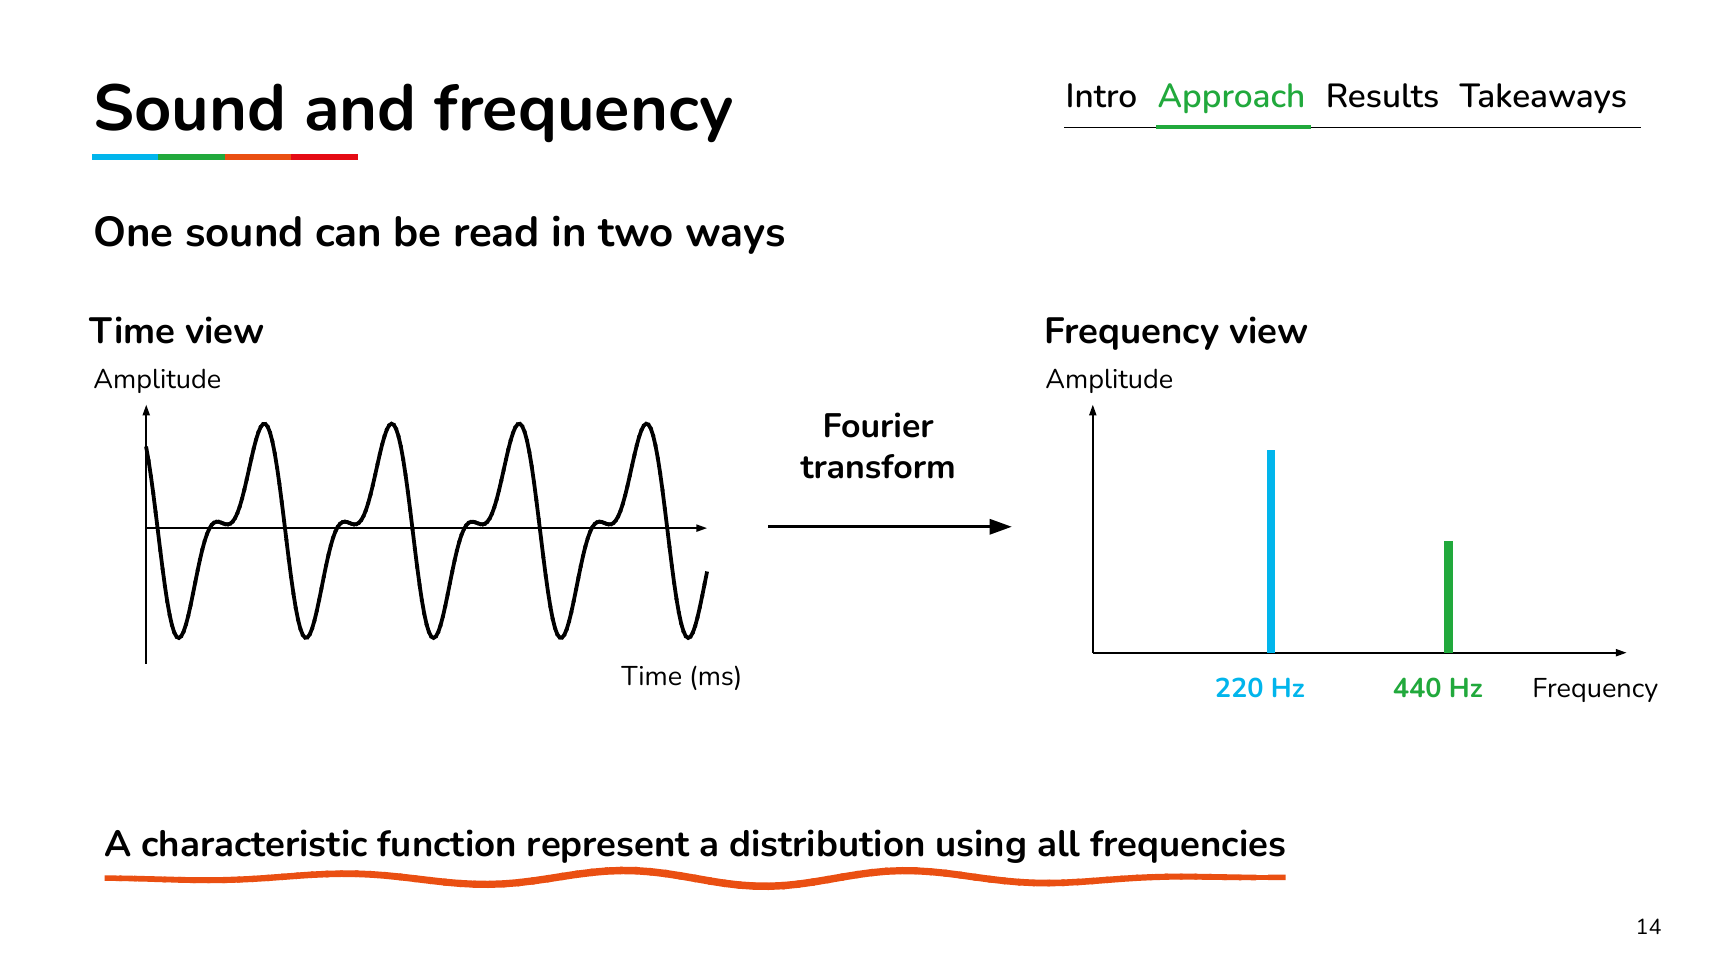 Sound and frequency
Intro Approach Results Takeaways
One sound can be read in two ways
Time view
Amplitude
Time (ms)
Fourier
transform
Frequency view
Amplitude
220 Hz 440 Hz Frequency
A characteristic function represent a distribution using all frequencies
14